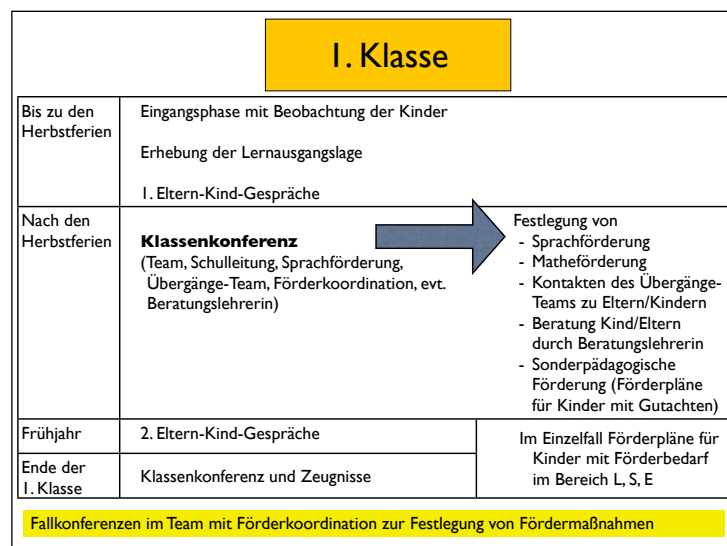 1. Klasse
Bis zu den
Herbstferien
Eingangsphase mit Beobachtung der Kinder
Erhebung der Lernausgangslage
1. Eltern-Kind-Gespräche
Nach den
Herbstferien
Klassenkonferenz
(Team, Schulleitung, Sprachförderung,
Übergänge-Team, Förderkoordination, evt.
Beratungslehrerin)
Festlegung von
- Sprachförderung
- Matheförderung
- Kontakten des Übergänge-
Teams zu Eltern/Kindern
- Beratung Kind/Eltern
durch Beratungslehrerin
- Sonderpädagogische
Förderung (Förderpläne
für Kinder mit Gutachten)
Frühjahr
2. Eltern-Kind-Gespräche
Ende der
1. Klasse
Klassenkonferenz und Zeugnisse
Im Einzelfall Förderpläne für
Kinder mit Förderbedarf
im Bereich L, S, E
Fallkonferenzen im Team mit Förderkoordination zur Festlegung von Fördermaßnahmen